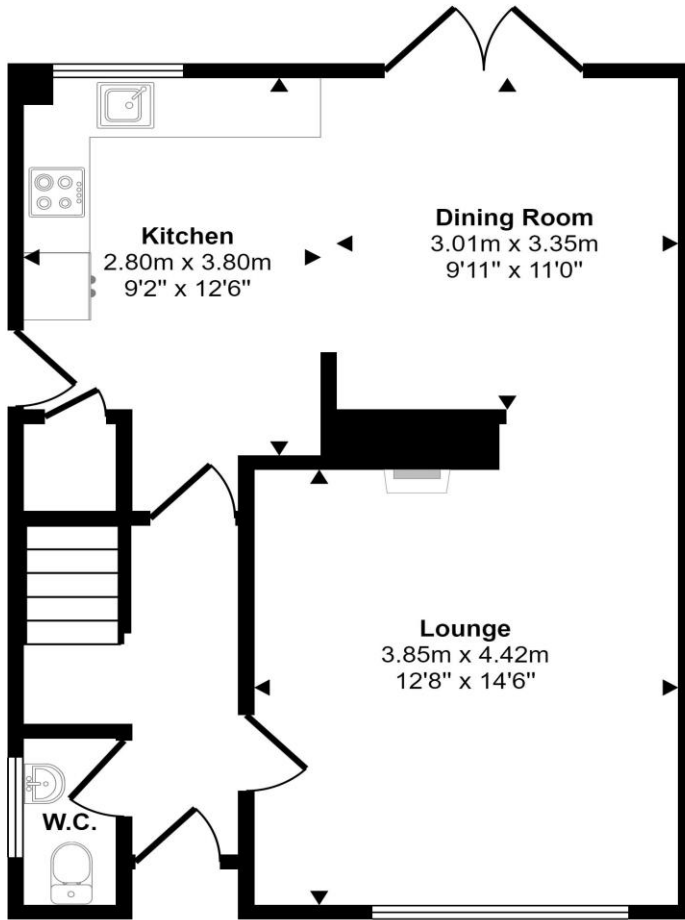 Kitchen
2.80m x 3.80m
9'2" x 12'6"
Dining Room
3.01m x 3.35m
9'11" x 11'0"
Lounge
3.85m x 4.42m
12'8" x 14'6"
W.C.